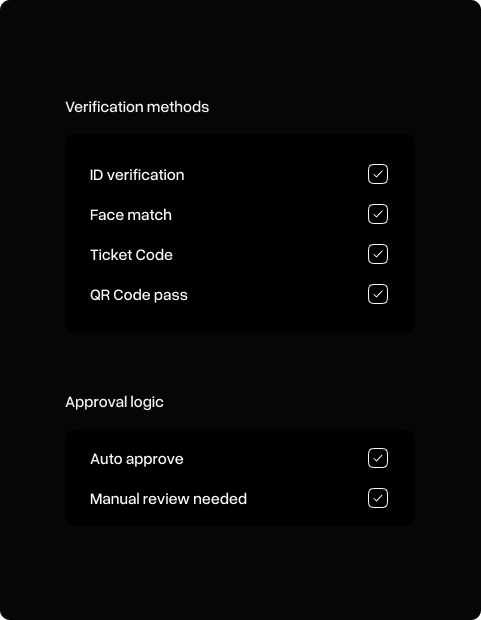 Verification methods
ID verification
Face match
Ticket Code
QR Code pass
Approval logic
Auto approve
Manual review needed